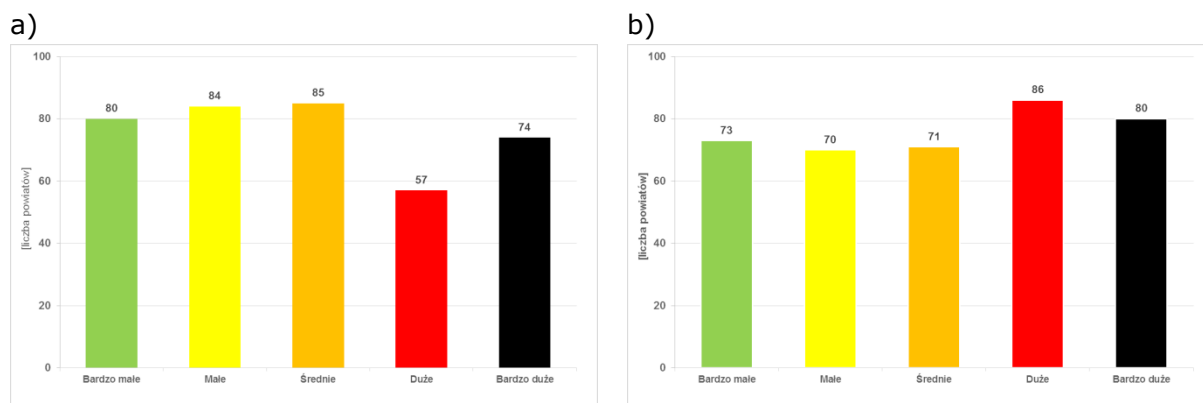 a)
100
80
60
40
20
0
[liczba powiatów]
80
84
85
57
74
Bardzo małe
Małe
Średnie
Duże
Bardzo duże
b)
100
80
60
40
20
0
[liczba powiatów]
73
70
71
86
80
Bardzo małe
Małe
Średnie
Duże
Bardzo duże